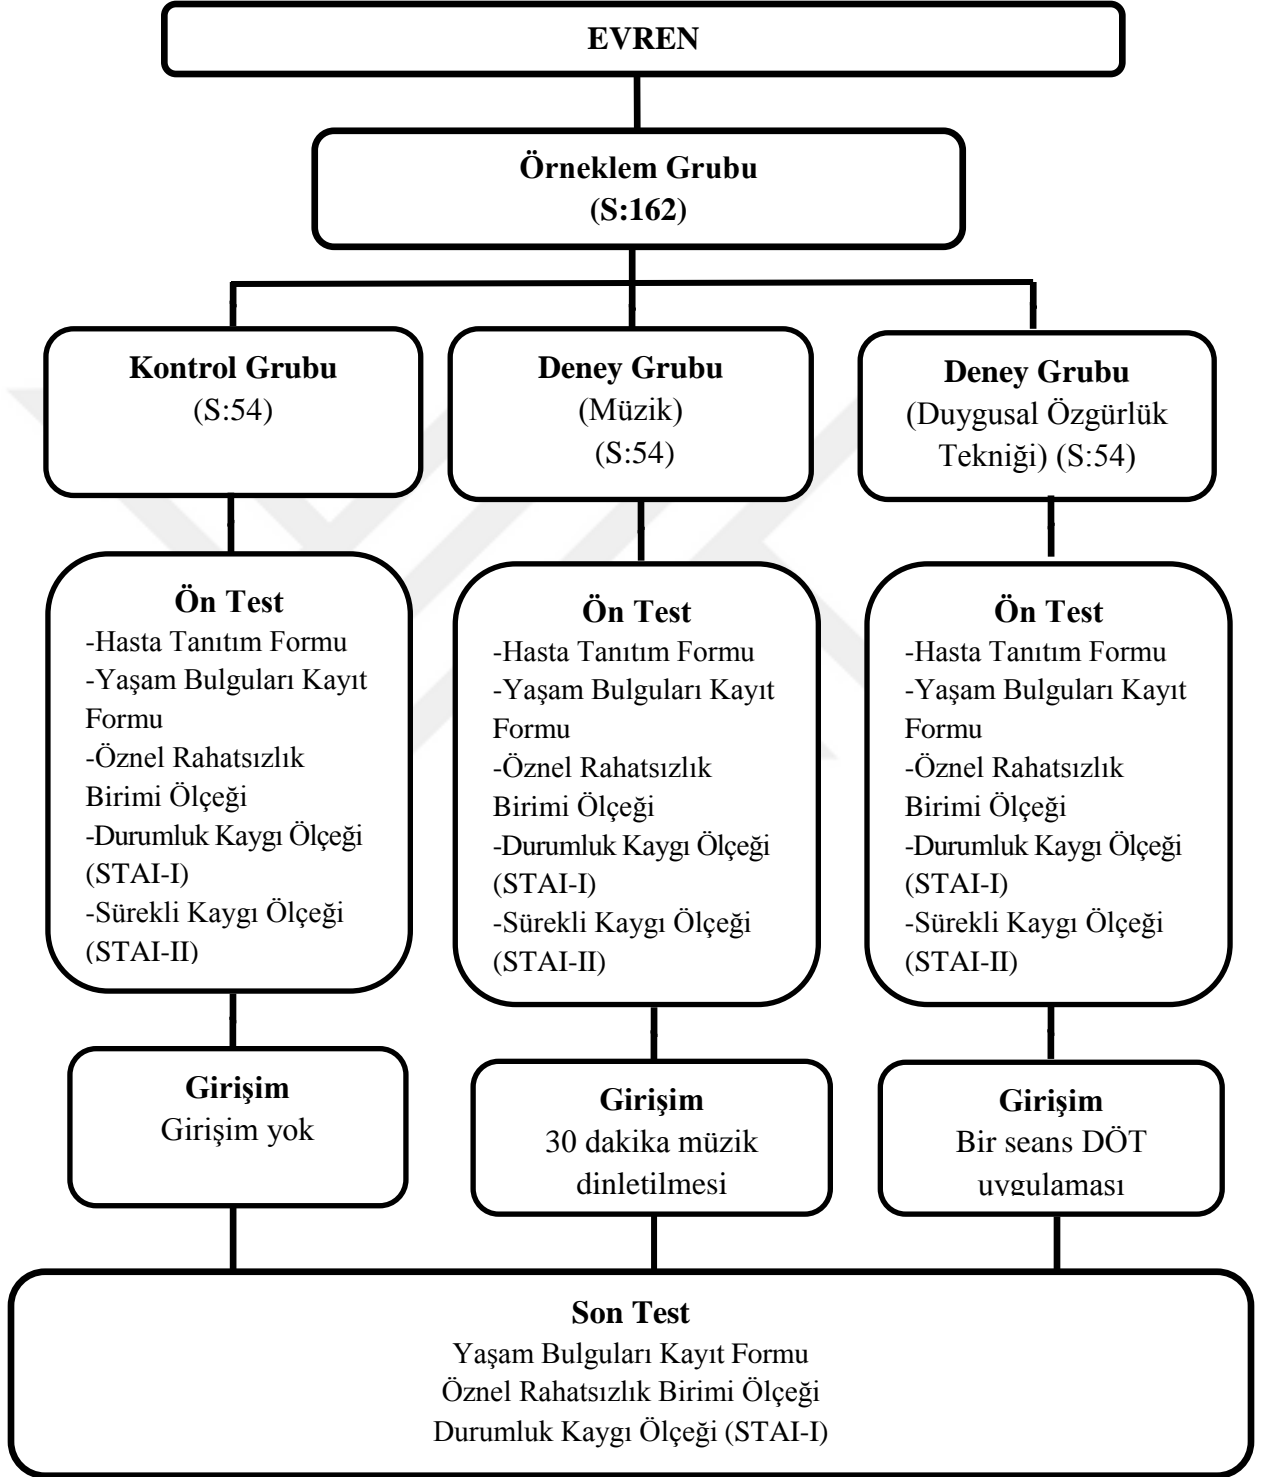 EVREN
Örneklem Grubu
(S:162)
Kontrol Grubu
(S:54)
Deney Grubu
(Müzik)
(S:54)
Deney Grubu
(Duygusal Özgürlük
Tekniği) (S:54)
Ön Test
-Hasta Tanıtım Formu
-Yaşam Bulguları Kayıt
Formu
-Öznel Rahatsızlık
Birimi Ölçeği
-Durumluk Kaygı Ölçeği
(STAI-I)
-Sürekli Kaygı Ölçeği
(STAI-II)
Ön Test
-Hasta Tanıtım Formu
-Yaşam Bulguları Kayıt
Formu
-Öznel Rahatsızlık
Birimi Ölçeği
-Durumluk Kaygı Ölçeği
(STAI-I)
-Sürekli Kaygı Ölçeği
(STAI-II)
Ön Test
-Hasta Tanıtım Formu
-Yaşam Bulguları Kayıt
Formu
-Öznel Rahatsızlık
Birimi Ölçeği
-Durumluk Kaygı Ölçeği
(STAI-I)
-Sürekli Kaygı Ölçeği
(STAI-II)
Girişim
Girişim yok
Girişim
30 dakika müzik
dinletilmesi
Girişim
Bir seans DÖT
uygulaması
Son Test
Yaşam Bulguları Kayıt Formu
Öznel Rahatsızlık Birimi Ölçeği
Durumluk Kaygı Ölçeği (STAI-I)